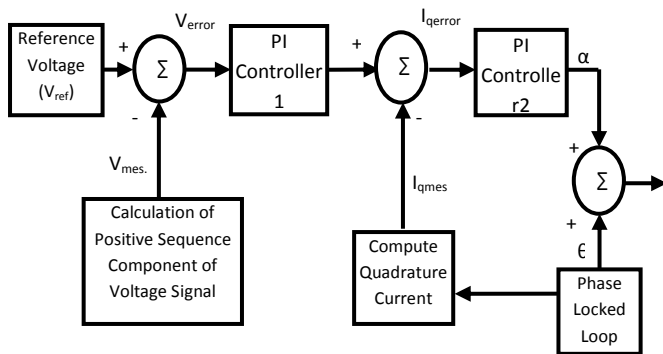 Reference
Voltage
(Vref)
+
Σ
-
Verror
PI
Controller
1
+
Σ
-
Iqerror
PI
Controlle
r2
α
+
Σ
+
θ
Vmes.
Calculation of
Positive Sequence
Component of
Voltage Signal
Iqmes
Compute
Quadrature
Current
Phase
Locked
Loop